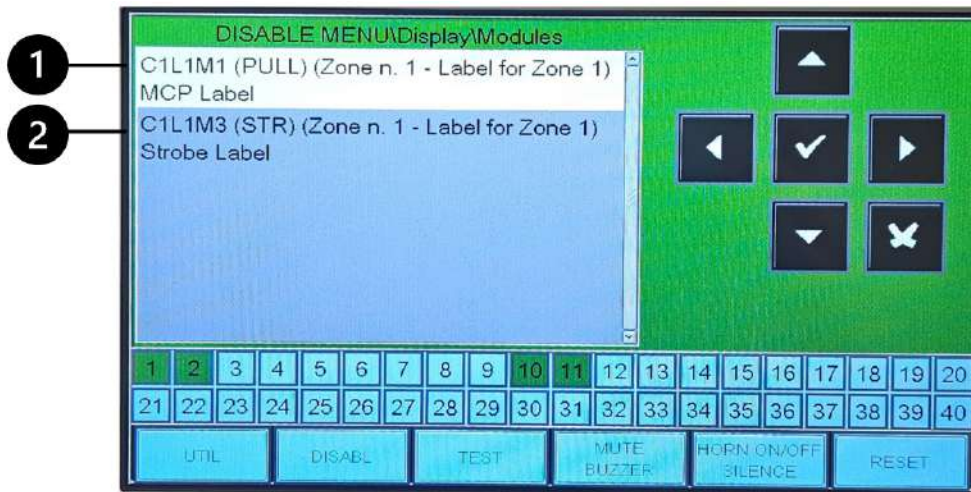 DISABLE MENU\Display\Modules
1
C1L1M1 (PULL) (Zone n. 1 - Label for Zone 1)
MCP Label
2
C1L1M3 (STR) (Zone n. 1 - Label for Zone 1)
Strobe Label
1 2 3 4 5 6 7 8 9 10 11 12 13 14 15 16 17 18 19 20
21 22 23 24 25 26 27 28 29 30 31 32 33 34 35 36 37 38 39 40
UTIL DISABL TEST MUTE BUZZER HORN ON/OFF SILENCE RESET